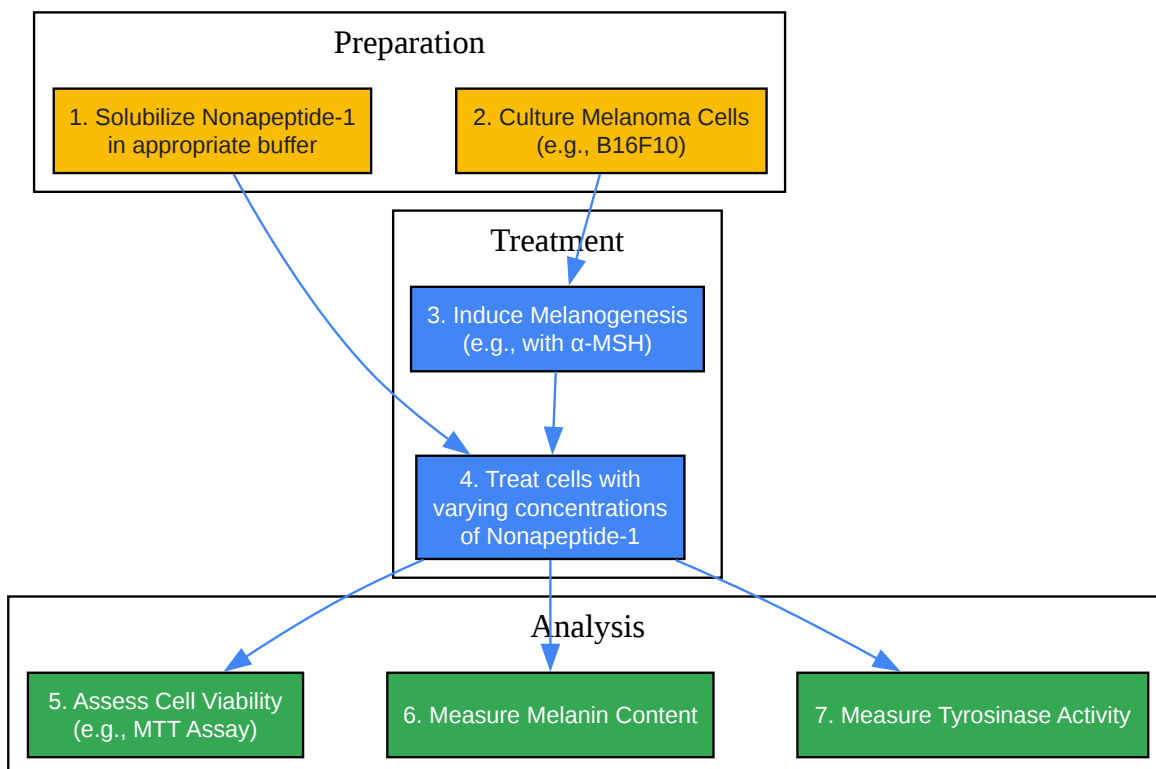 Preparation
1. Solubilize Nonapeptide-1
in appropriate buffer
2. Culture Melanoma Cells
(e.g., B16F10)
Treatment
3. Induce Melanogenesis
(e.g., with α-MSH)
4. Treat cells with
varying concentrations
of Nonapeptide-1
Analysis
5. Assess Cell Viability
(e.g., MTT Assay)
6. Measure Melanin Content
7. Measure Tyrosinase Activity